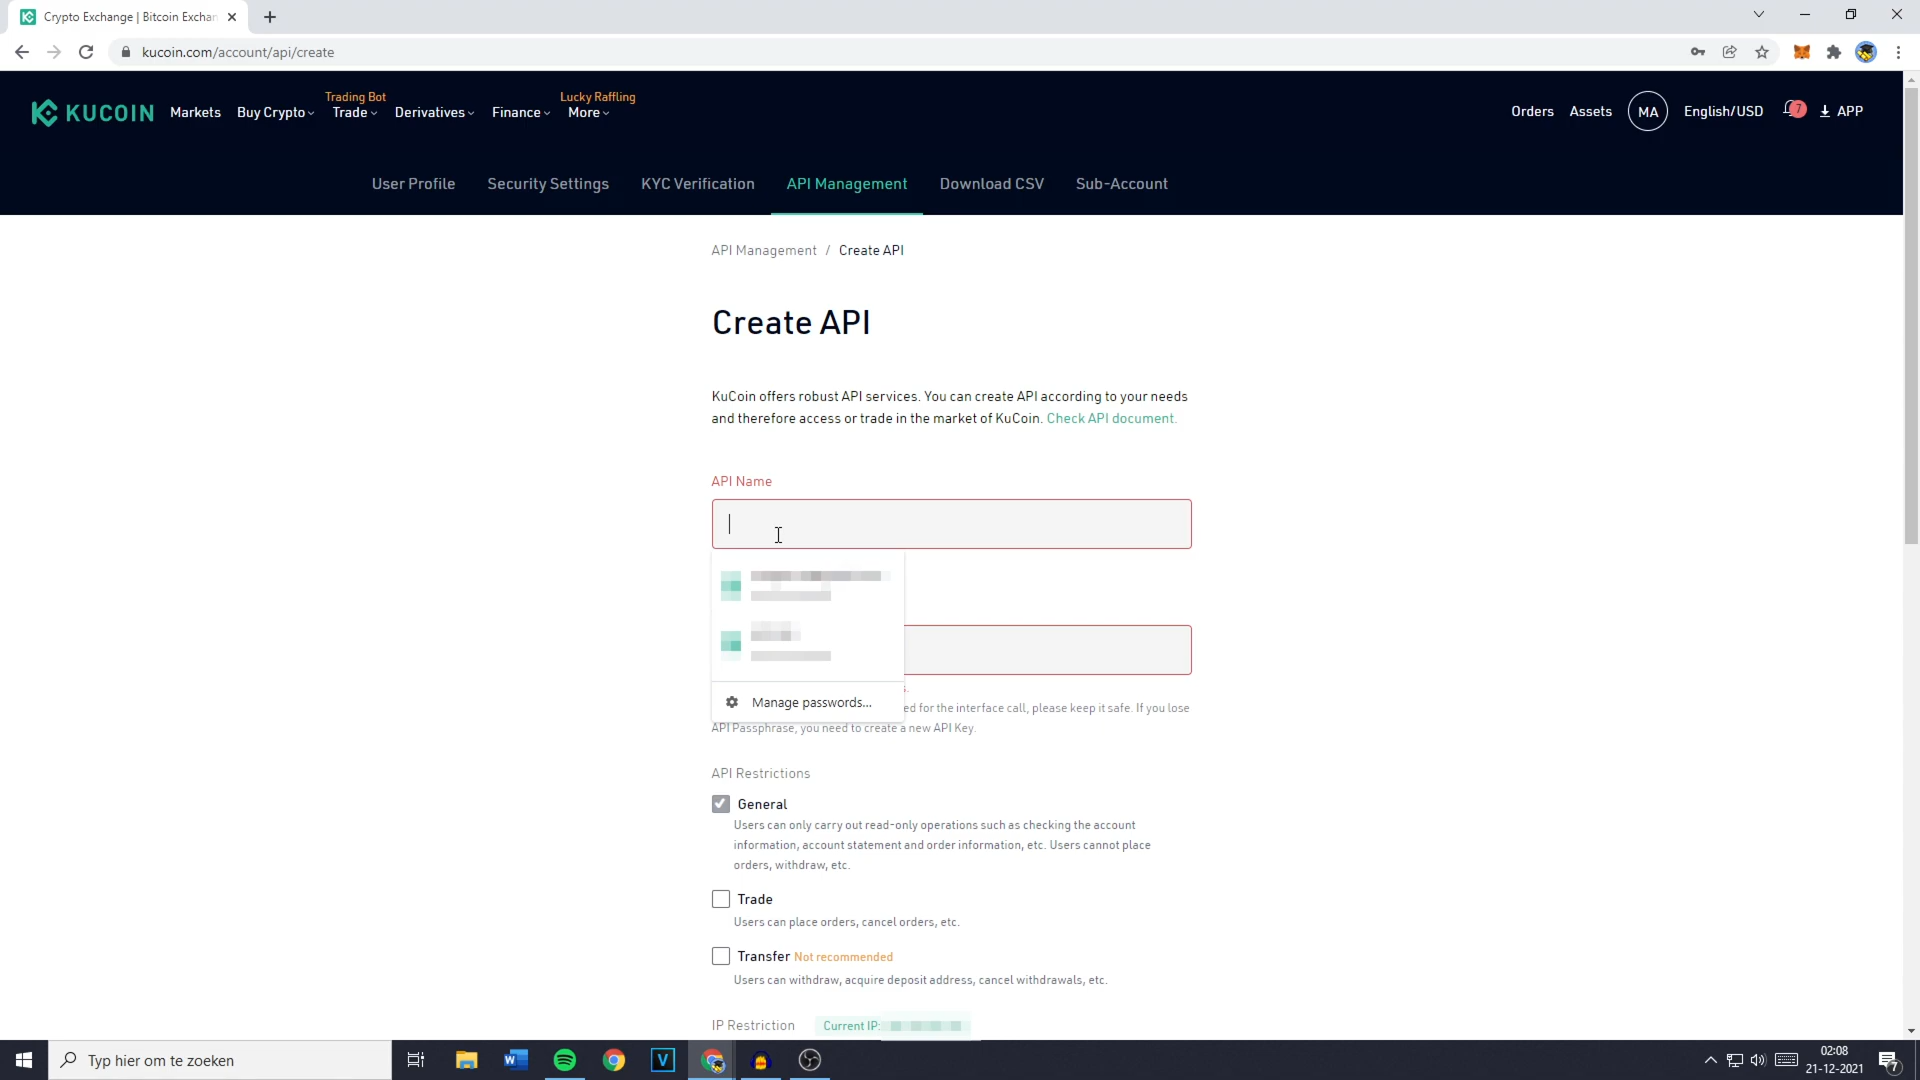 Crypto Exchange | Bitcoin Exchan
kucoin.com/account/api/create
KUCOIN
Markets
Buy Crypto
Trading Bot
Trade
Derivatives
Finance
Lucky Raffling
More
Orders
Assets
MA
English/USD
7
APP
User Profile
Security Settings
KYC Verification
API Management
Download CSV
Sub-Account
API Management / Create API
Create API
KuCoin offers robust API services. You can create API according to your needs
and therefore access or trade in the market of KuCoin. Check API document.
API Name
Manage passwords...
ed for the interface call, please keep it safe. If you lose
API Passphrase, you need to create a new API Key.
API Restrictions
General
Users can only carry out read-only operations such as checking the account
information, account statement and order information, etc. Users cannot place
orders, withdraw, etc.
Trade
Users can place orders, cancel orders, etc.
Transfer Not recommended
Users can withdraw, acquire deposit address, cancel withdrawals, etc.
IP Restriction
Current IP:
Typ hier om te zoeken
02:08
21-12-2021
7